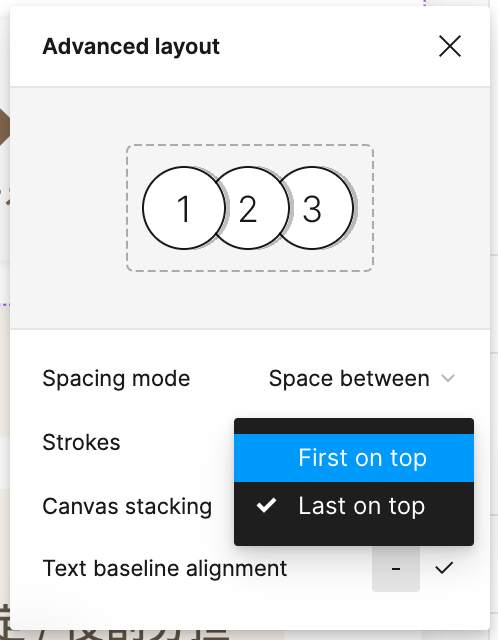 Advanced layout
1 2 3
Spacing mode Space between
Strokes
First on top
Canvas stacking
Last on top
Text baseline alignment -